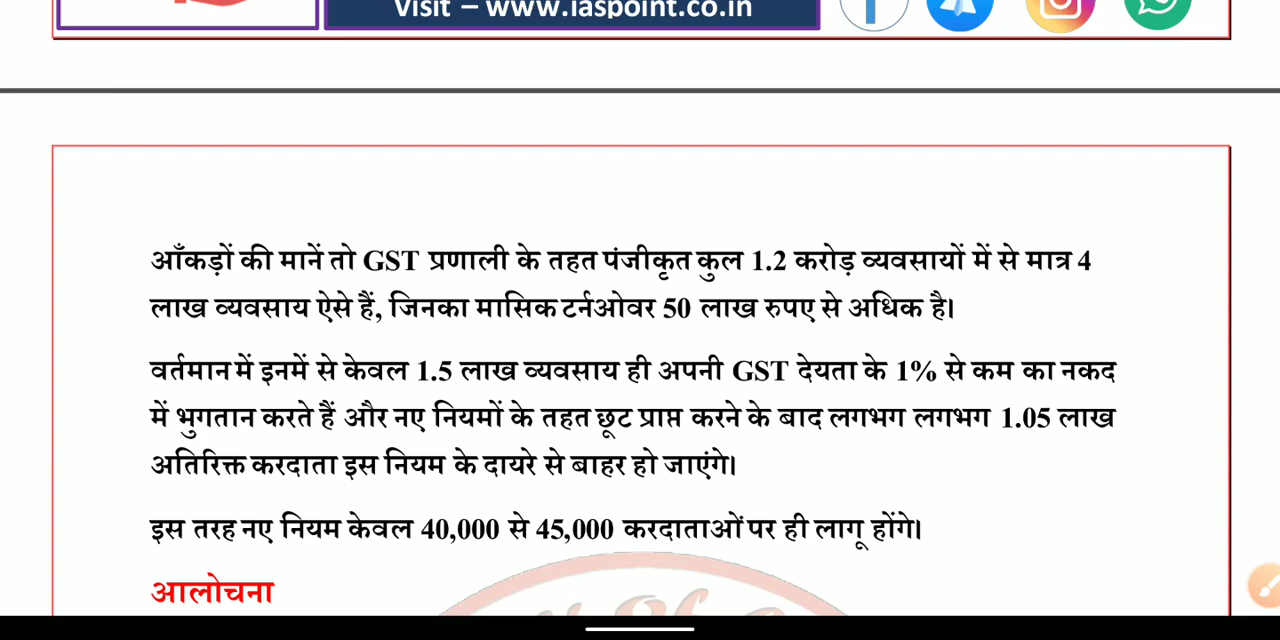 Visit – www.iaspoint.co.in
आँकड़ों की मानें तो GST प्रणाली के तहत पंजीकृत कुल 1.2 करोड़ व्यवसायों में से मात्र 4
लाख व्यवसाय ऐसे हैं, जिनका मासिक टर्नओवर 50 लाख रुपए से अधिक है।
वर्तमान में इनमें से केवल 1.5 लाख व्यवसाय ही अपनी GST देयता के 1% से कम का नकद
में भुगतान करते हैं और नए नियमों के तहत छूट प्राप्त करने के बाद लगभग लगभग 1.05 लाख
अतिरिक्त करदाता इस नियम के दायरे से बाहर हो जाएंगे।
इस तरह नए नियम केवल 40,000 से 45,000 करदाताओं पर ही लागू होंगे।
आलोचना